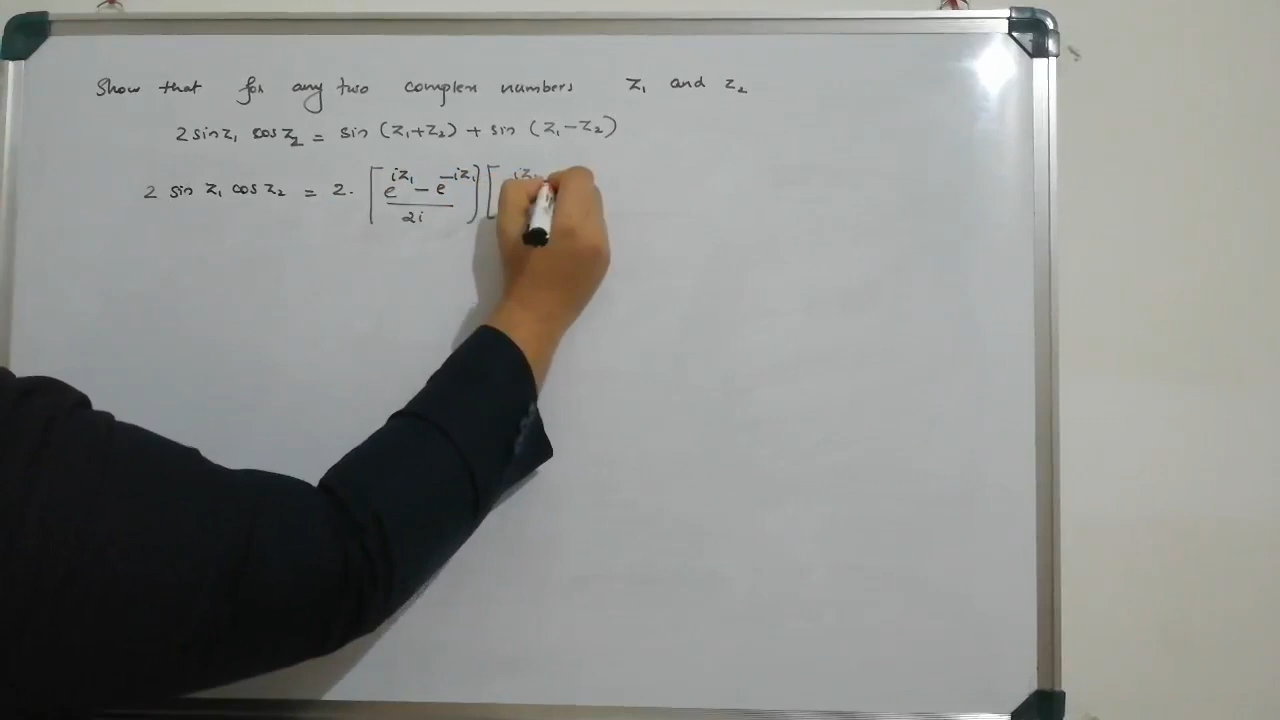 Show that for any two complex numbers z₁ and z₂
2 sin z₁ cos z₂ = sin (z₁+z₂) + sin (z₁-z₂)
2 sin z₁ cos z₂ = 2. [e^{iz₁} - e^{-iz₁} / 2i] [